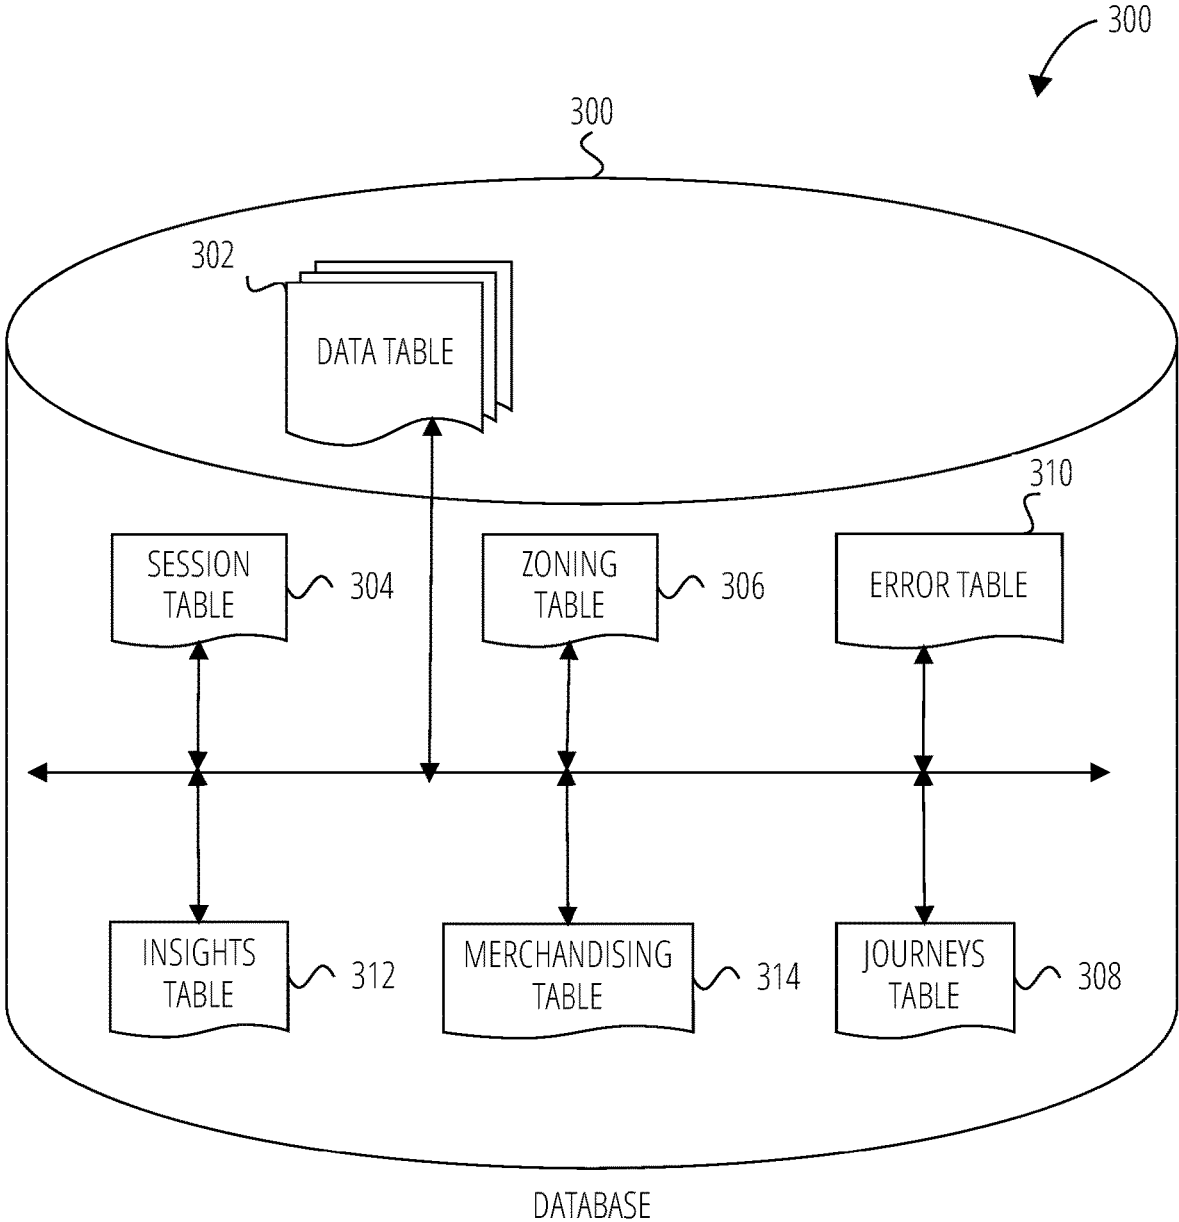 300
300
302
DATA TABLE
310
SESSION
TABLE
304
ZONING
TABLE
306
ERROR TABLE
INSIGHTS
TABLE
312
MERCHANDISING
TABLE
314
JOURNEYS
TABLE
308
DATABASE